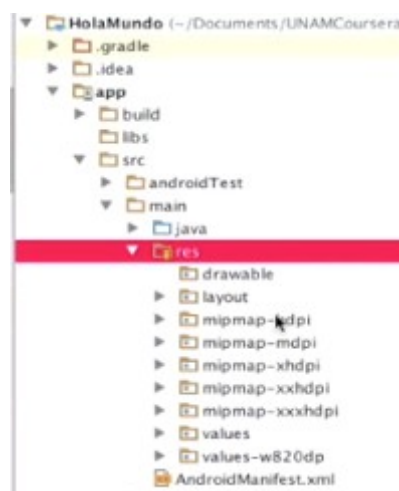 HolaMundo (~/Documents/UNAMCoursera
.gradle
.idea
app
build
libs
src
androidTest
main
java
res
drawable
layout
mipmap-hdpi
mipmap-mdpi
mipmap-xhdpi
mipmap-xxhdpi
mipmap-xxxhdpi
values
values-w820dp
AndroidManifest.xml